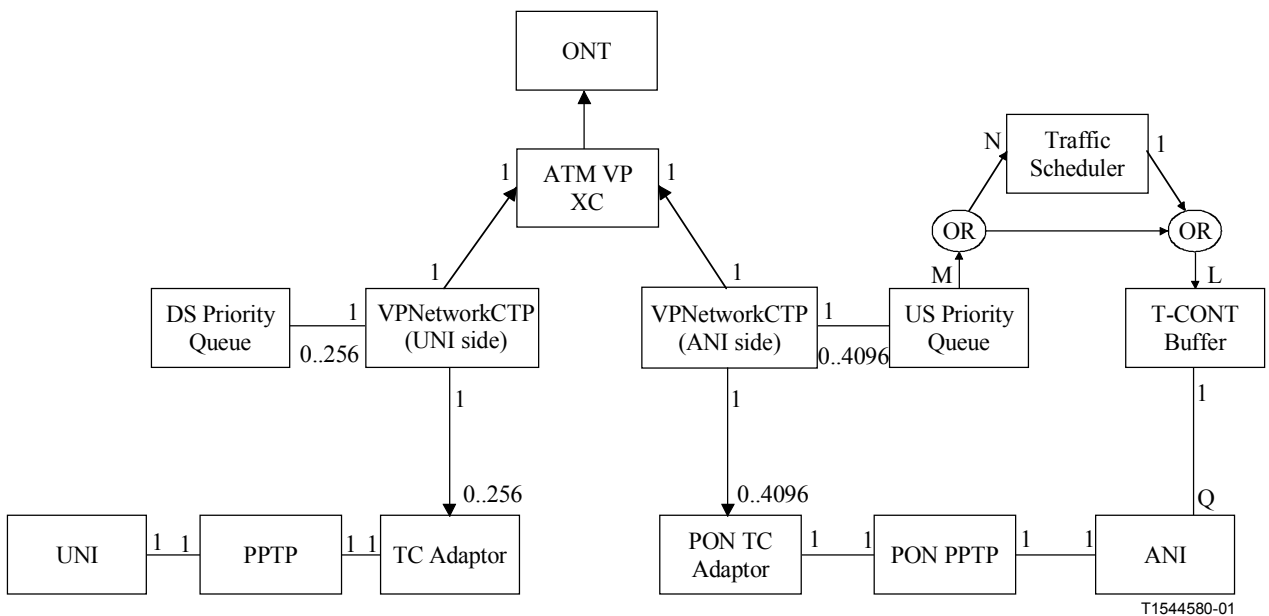 ONT
N
Traffic
Scheduler
1
1
ATM VP
XC
1
OR
OR
1
1
M
L
DS Priority
Queue
1
0..256
VPNetworkCTP
(UNI side)
VPNetworkCTP
(ANI side)
1
0..4096
US Priority
Queue
T-CONT
Buffer
1
1
1
0..256
0..4096
Q
UNI
1
1
PPTP
1
1
TC Adaptor
PON TC
Adaptor
1
1
PON PPTP
1
1
ANI
T1544580-01